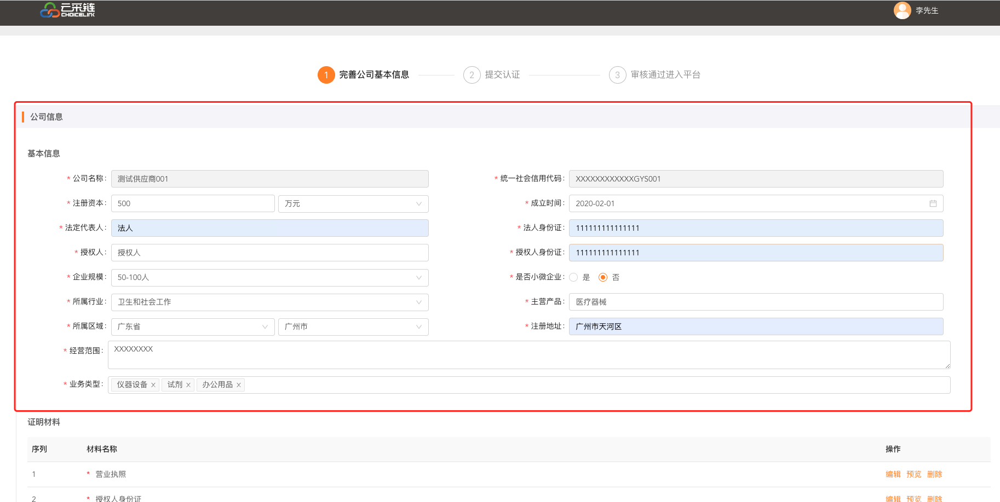 云采链
CHOICELINK
李先生
1 完善公司基本信息 2 提交认证 3 审核通过进入平台
公司信息
基本信息
* 公司名称: 测试供应商001 * 统一社会信用代码: XXXXXXXXXXXXGYS001
* 注册资本: 500 万元 * 成立时间: 2020-02-01
* 法定代表人: 法人 * 法人身份证: 111111111111111
* 授权人: 授权人 * 授权人身份证: 111111111111111
* 企业规模: 50-100人 * 是否小微企业: 是 否
* 所属行业: 卫生和社会工作 * 主营产品: 医疗器械
* 所属区域: 广东省 广州市 * 注册地址: 广州市天河区
* 经营范围: XXXXXXXX
* 业务类型: 仪器设备 × 试剂 × 办公用品 ×
证明材料
序列 材料名称 操作
1 * 营业执照 编辑 预览 删除
2 * 授权人身份证 编辑 预览 删除